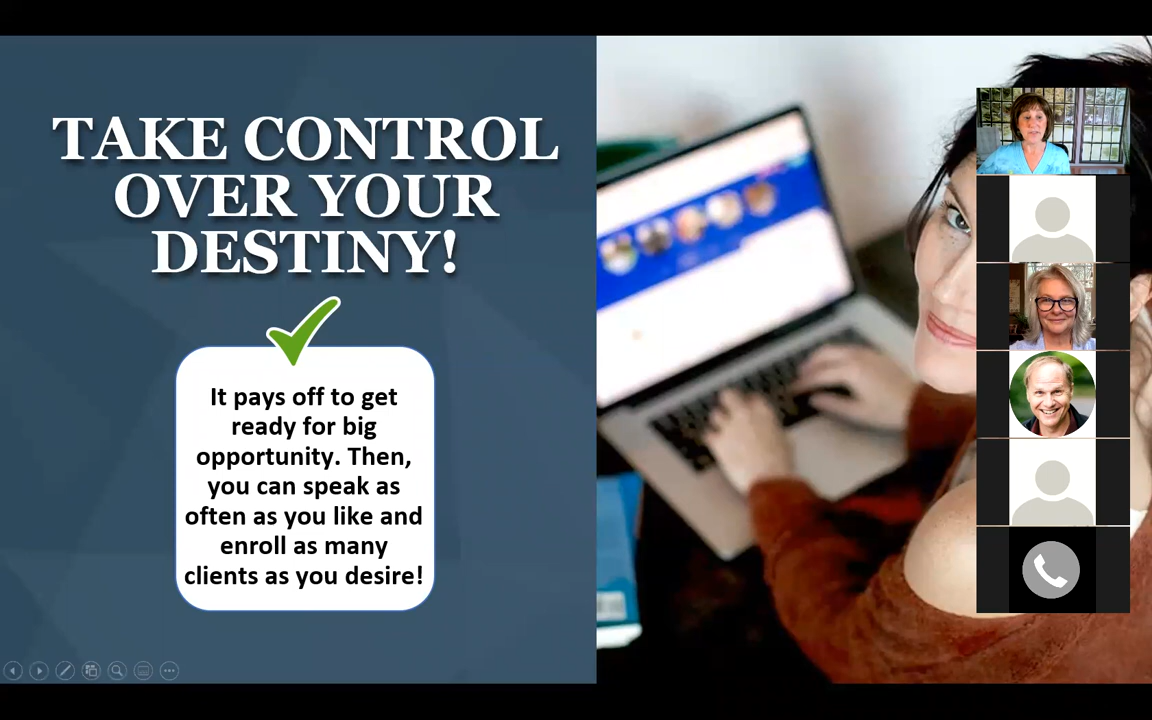 TAKE CONTROL
OVER YOUR
DESTINY!
It pays off to get
ready for big
opportunity. Then,
you can speak as
often as you like and
enroll as many
clients as you desire!